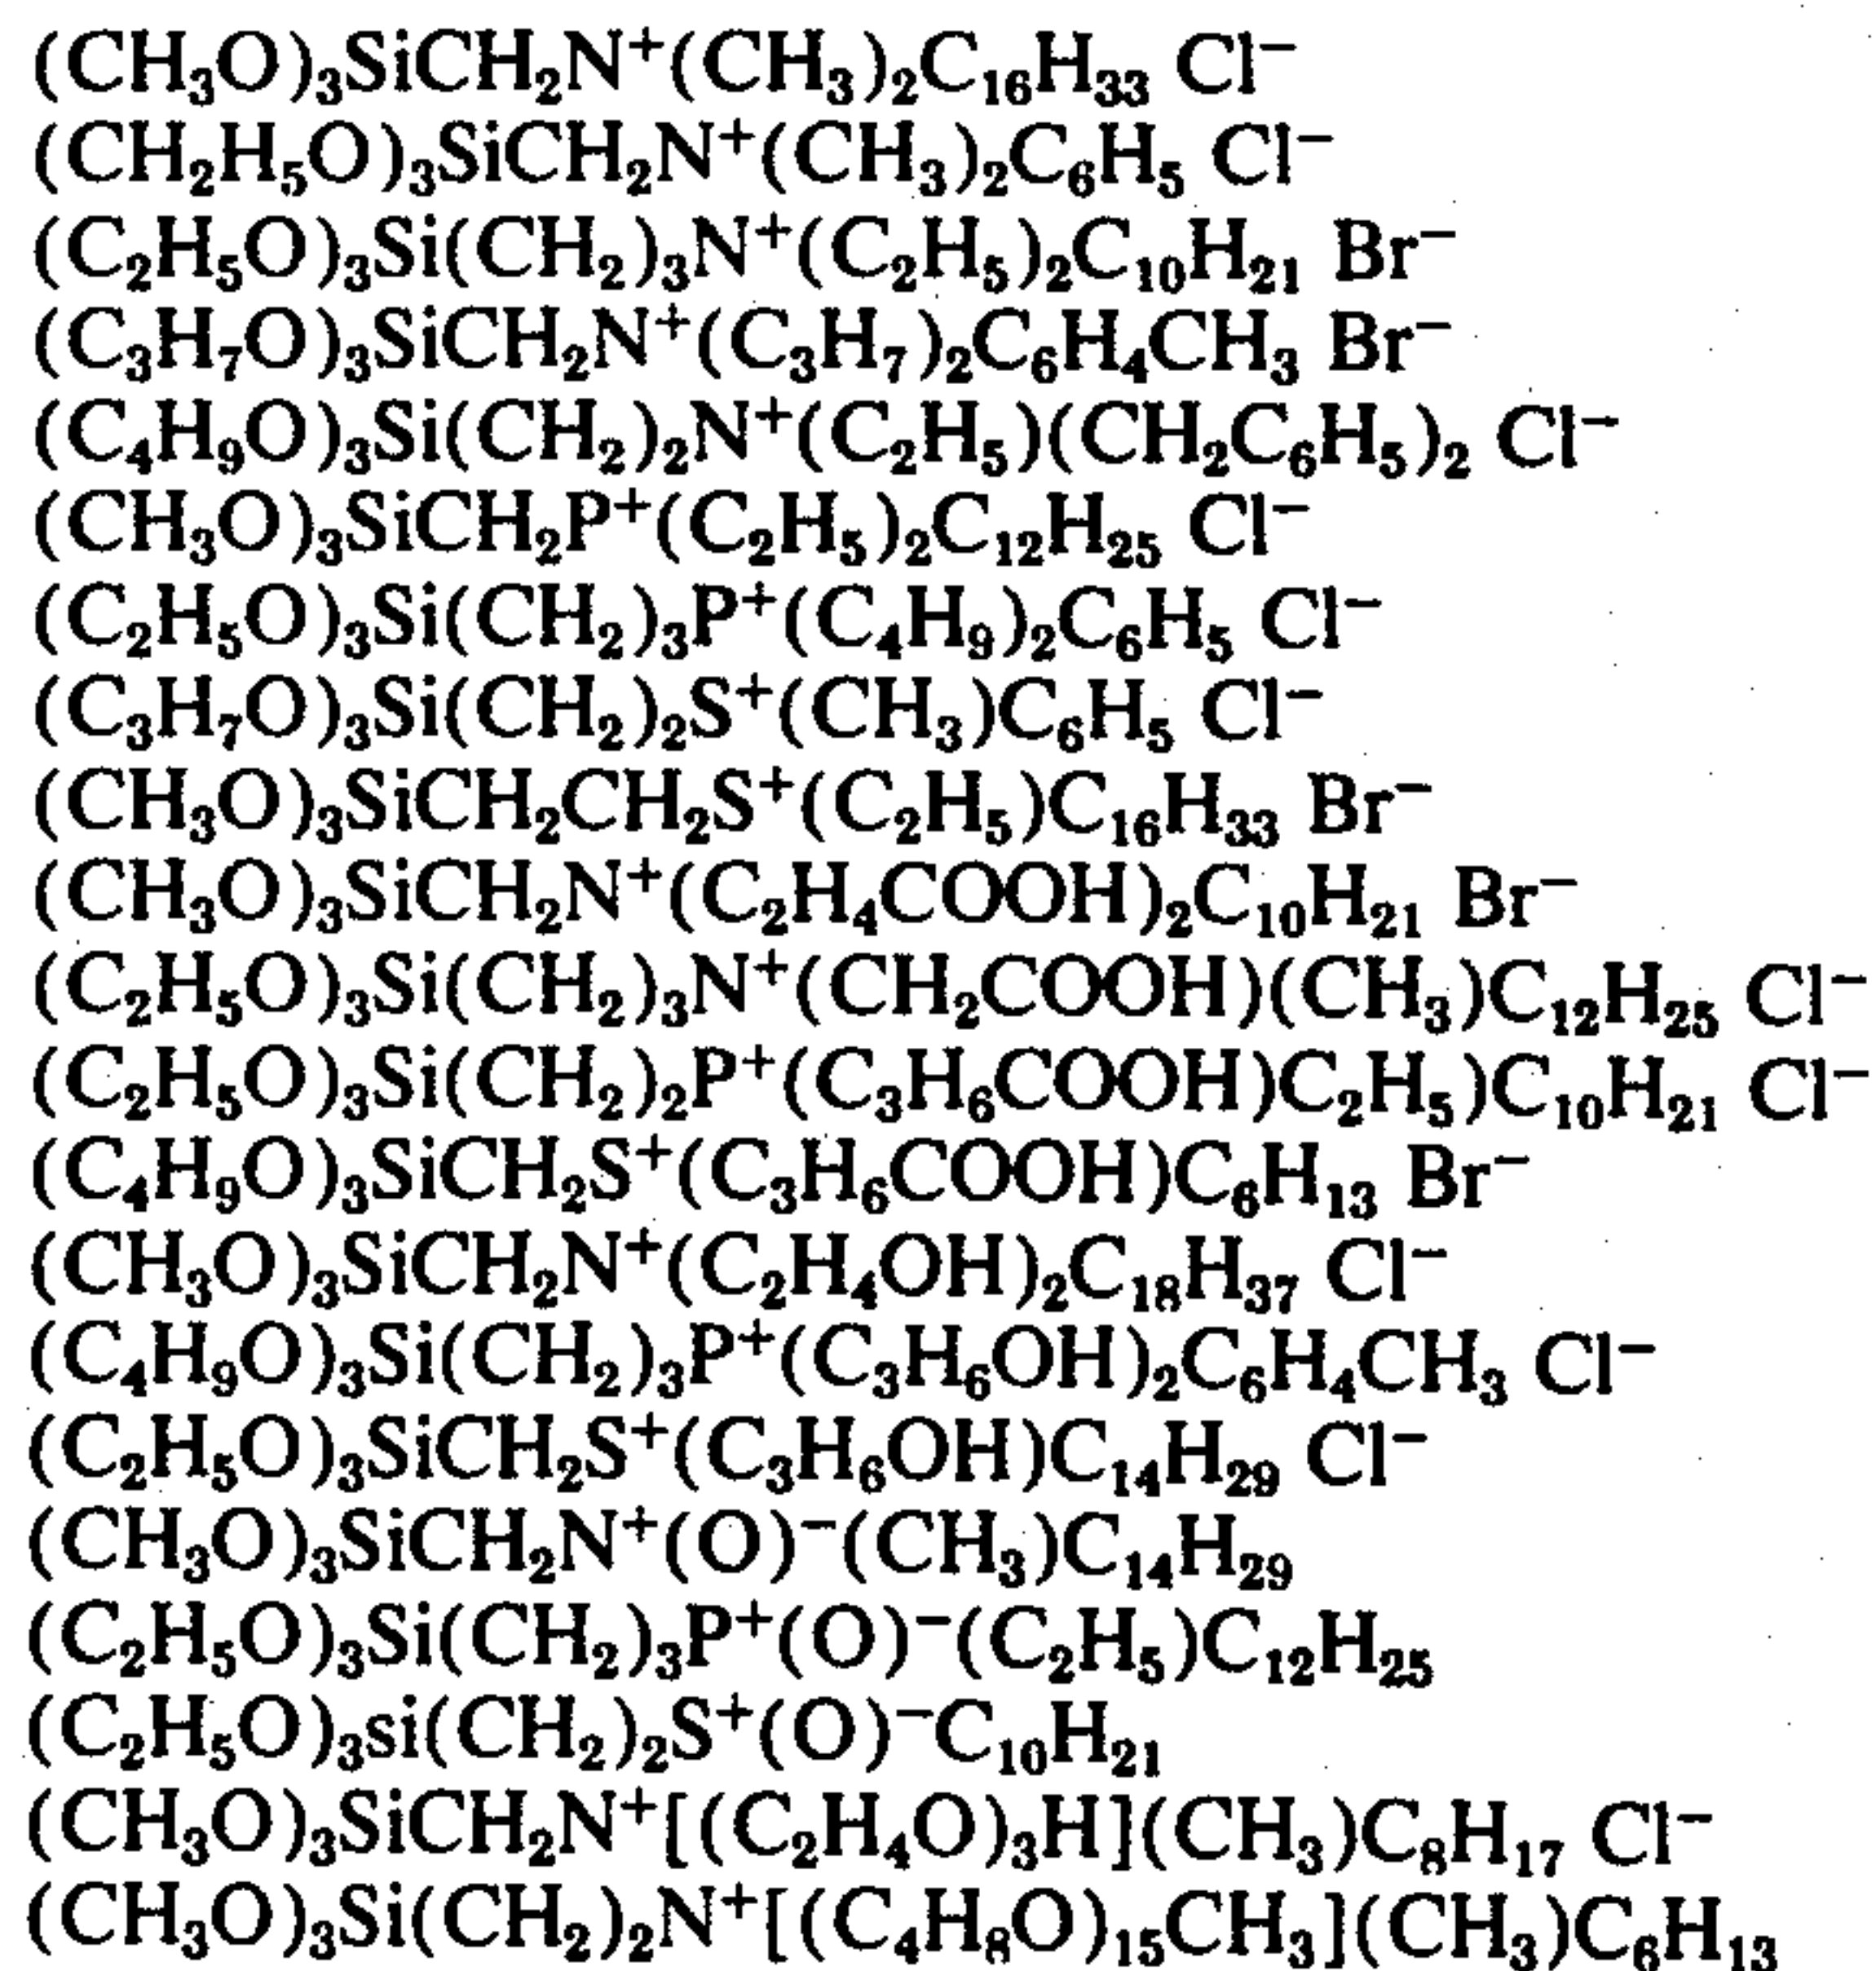 (CH₃O)₃SiCH₂N⁺(CH₃)₂C₁₆H₃₃ Cl⁻
(CH₂H₅O)₃SiCH₂N⁺(CH₃)₂C₆H₅ Cl⁻
(C₂H₅O)₃Si(CH₂)₃N⁺(C₂H₅)₂C₁₀H₂₁ Br⁻
(C₃H₇O)₃SiCH₂N⁺(C₃H₇)₂C₆H₄CH₃ Br⁻
(C₄H₉O)₃Si(CH₂)₂N⁺(C₂H₅)(CH₂C₆H₅)₂ Cl⁻
(CH₃O)₃SiCH₂P⁺(C₂H₅)₂C₁₂H₂₅ Cl⁻
(C₂H₅O)₃Si(CH₂)₃P⁺(C₄H₉)₂C₆H₅ Cl⁻
(C₃H₇O)₃Si(CH₂)₂S⁺(CH₃)C₆H₅ Cl⁻
(CH₃O)₃SiCH₂CH₂S⁺(C₂H₅)C₁₆H₃₃ Br⁻
(CH₃O)₃SiCH₂N⁺(C₂H₄COOH)₂C₁₀H₂₁ Br⁻
(C₂H₅O)₃Si(CH₂)₃N⁺(CH₂COOH)(CH₃)C₁₂H₂₅ Cl⁻
(C₂H₅O)₃Si(CH₂)₂P⁺(C₃H₆COOH)C₂H₅)C₁₀H₂₁ Cl⁻
(C₄H₉O)₃SiCH₂S⁺(C₃H₆COOH)C₆H₁₃ Br⁻
(CH₃O)₃SiCH₂N⁺(C₂H₄OH)₂C₁₈H₃₇ Cl⁻
(C₄H₉O)₃Si(CH₂)₃P⁺(C₃H₆OH)₂C₆H₄CH₃ Cl⁻
(C₂H₅O)₃SiCH₂S⁺(C₃H₆OH)C₁₄H₂₉ Cl⁻
(CH₃O)₃SiCH₂N⁺(O)⁻(CH₃)C₁₄H₂₉
(C₂H₅O)₃Si(CH₂)₃P⁺(O)⁻(C₂H₅)C₁₂H₂₅
(C₂H₅O)₃si(CH₂)₂S⁺(O)⁻C₁₀H₂₁
(CH₃O)₃SiCH₂N⁺[(C₂H₄O)₃H](CH₃)C₈H₁₇ Cl⁻
(CH₃O)₃Si(CH₂)₂N⁺[(C₄H₈O)₁₅CH₃](CH₃)C₆H₁₃